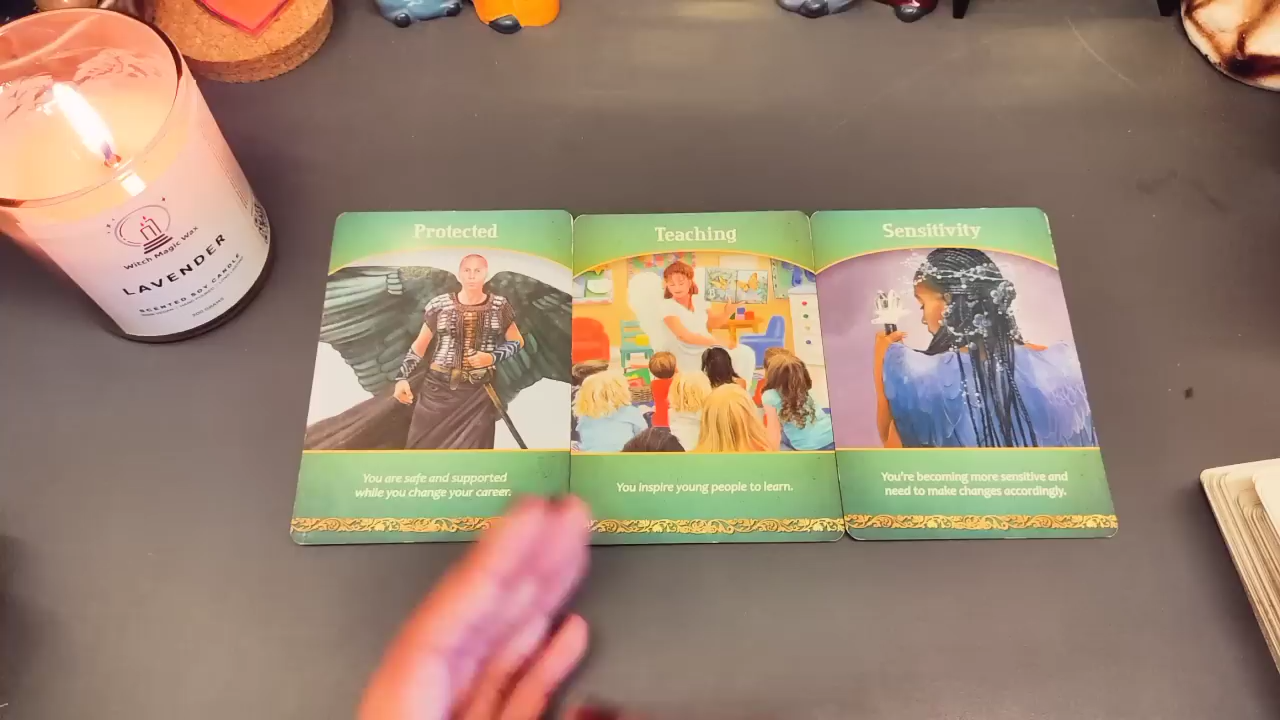 Witch Magic Wax
LAVENDER
SCENTED SOY CANDLE
Protected
You are safe and supported
while you change your career.
Teaching
You inspire young people to learn.
Sensitivity
You're becoming more sensitive and
need to make changes accordingly.